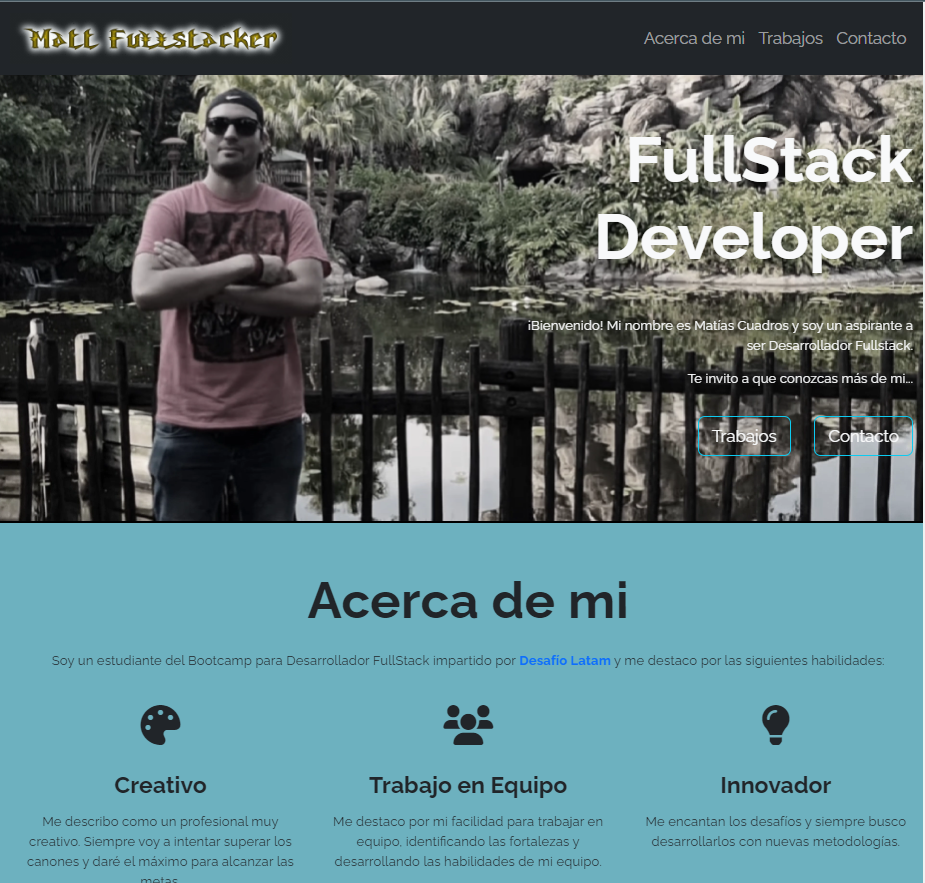 Matt Fullstacker
Acerca de mi Trabajos Contacto
FullStack
Developer
¡Bienvenido! Mi nombre es Matías Cuadros y soy un aspirante a
ser Desarrollador Fullstack.
Te invito a que conozcas más de mi...
Trabajos Contacto
Acerca de mi
Soy un estudiante del Bootcamp para Desarrollador FullStack impartido por Desafío Latam y me destaco por las siguientes habilidades:
Creativo
Me describo como un profesional muy
creativo. Siempre voy a intentar superar los
canones y daré el máximo para alcanzar las
metas.
Trabajo en Equipo
Me destaco por mi facilidad para trabajar en
equipo, identificando las fortalezas y
desarrollando las habilidades de mi equipo.
Innovador
Me encantan los desafíos y siempre busco
desarrollarlos con nuevas metodologías.